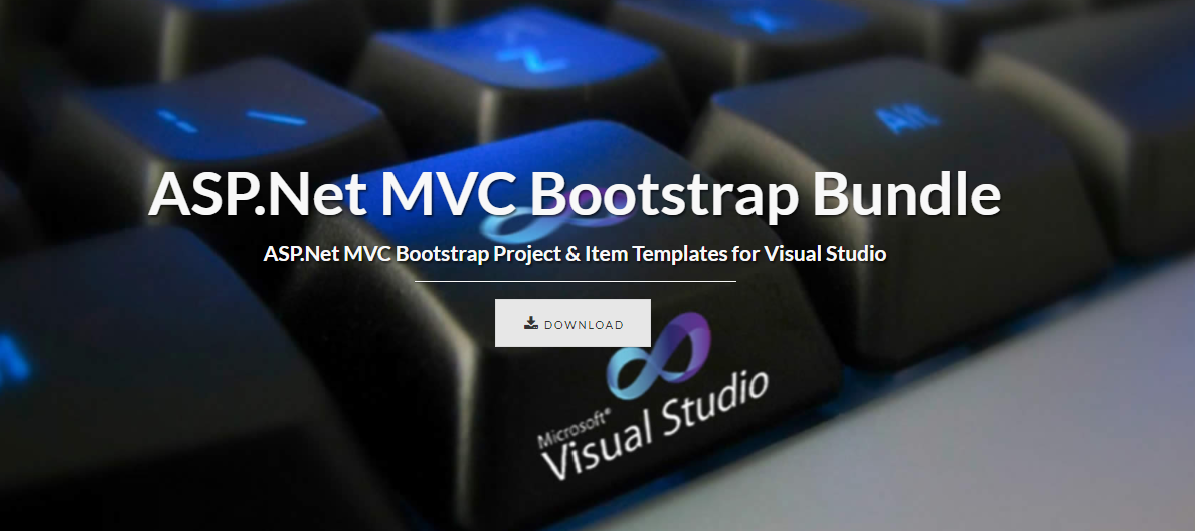 Alt
ASP.Net MVC Bootstrap Bundle
ASP.Net MVC Bootstrap Project & Item Templates for Visual Studio
DOWNLOAD
Microsoft®
Visual Studio